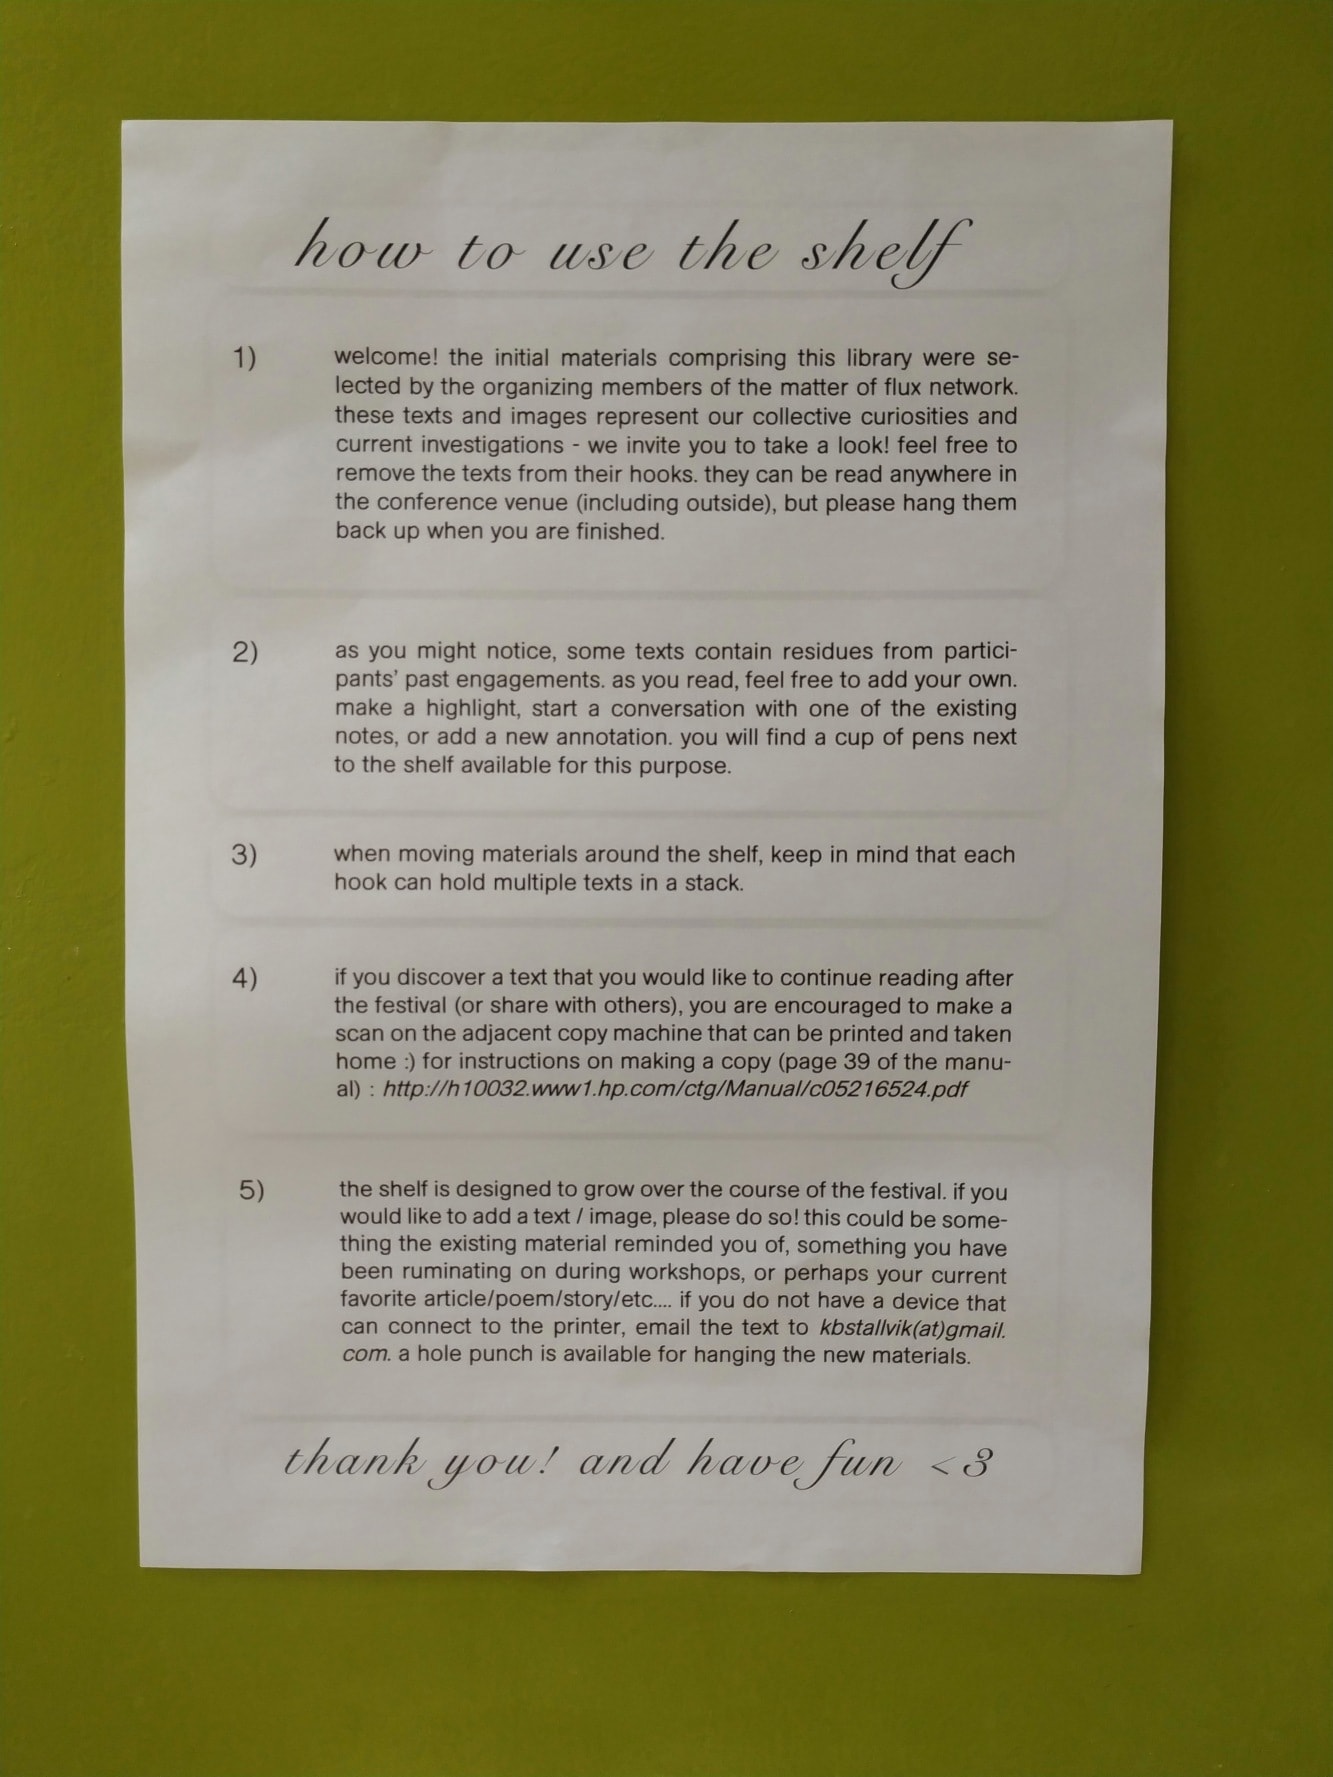 how to use the shelf
1) welcome! the initial materials comprising this library were se-
lected by the organizing members of the matter of flux network.
these texts and images represent our collective curiosities and
current investigations - we invite you to take a look! feel free to
remove the texts from their hooks. they can be read anywhere in
the conference venue (including outside), but please hang them
back up when you are finished.
2) as you might notice, some texts contain residues from partici-
pants’ past engagements. as you read, feel free to add your own.
make a highlight, start a conversation with one of the existing
notes, or add a new annotation. you will find a cup of pens next
to the shelf available for this purpose.
3) when moving materials around the shelf, keep in mind that each
hook can hold multiple texts in a stack.
4) if you discover a text that you would like to continue reading after
the festival (or share with others), you are encouraged to make a
scan on the adjacent copy machine that can be printed and taken
home :) for instructions on making a copy (page 39 of the manu-
al) : http://h10032.www1.hp.com/ctg/Manual/c05216524.pdf
5) the shelf is designed to grow over the course of the festival. if you
would like to add a text / image, please do so! this could be some-
thing the existing material reminded you of, something you have
been ruminating on during workshops, or perhaps your current
favorite article/poem/story/etc.... if you do not have a device that
can connect to the printer, email the text to kbstallvik(at)gmail.
com. a hole punch is available for hanging the new materials.
thank you! and have fun <3